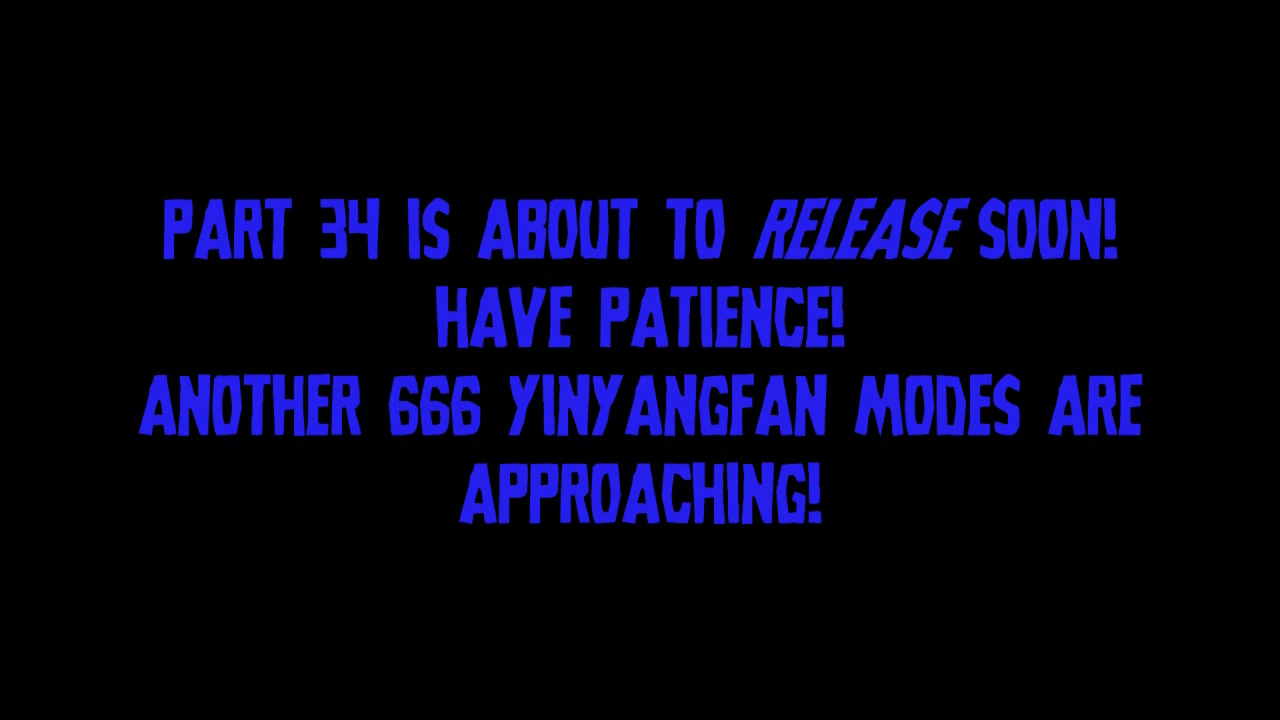 PART 34 IS ABOUT TO RELEASE SOON!
HAVE PATIENCE!
ANOTHER 666 YINYANGFAN MODES ARE
APPROACHING!